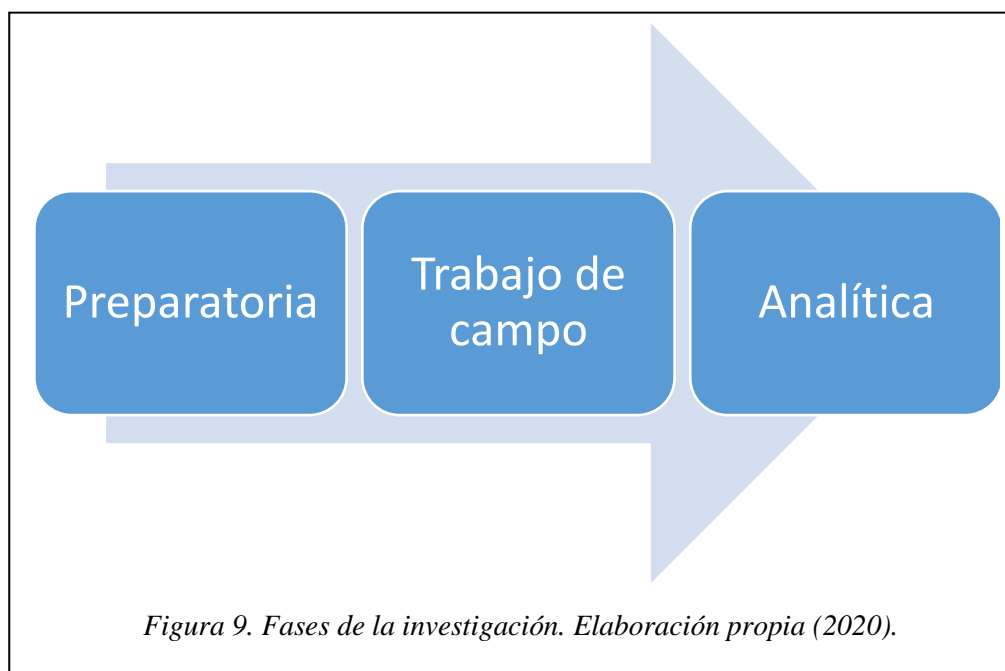 Preparatoria
Trabajo de
campo
Analítica
Figura 9. Fases de la investigación. Elaboración propia (2020).